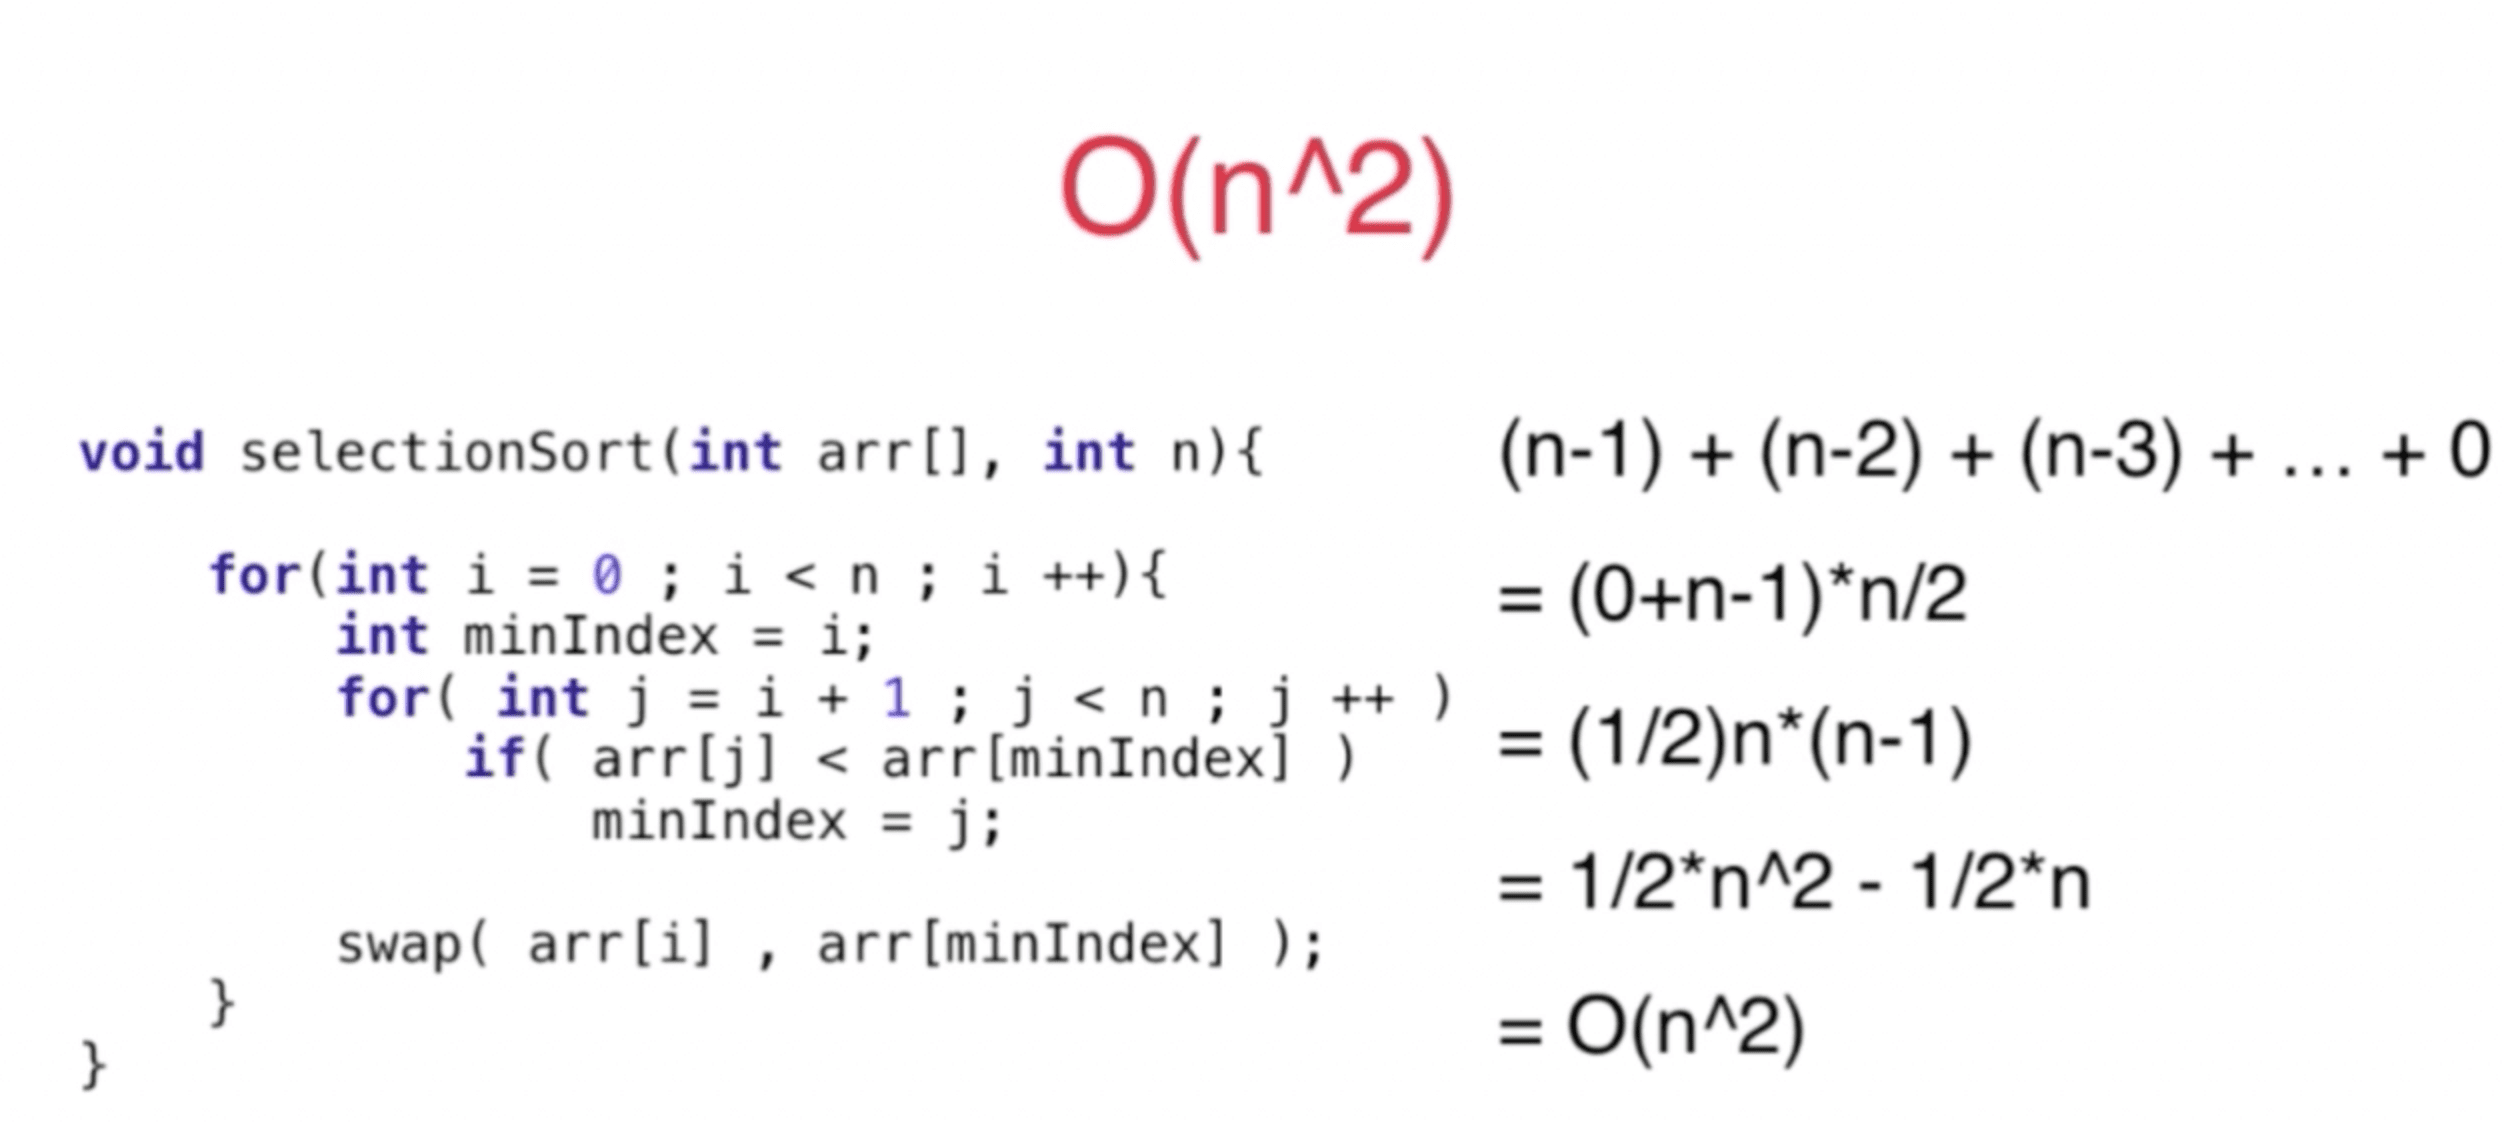 O(n^2)
void selectionSort(int arr[], int n){
for(int i = 0 ; i < n ; i ++){
int minIndex = i;
for( int j = i + 1 ; j < n ; j ++ )
if( arr[j] < arr[minIndex] )
minIndex = j;
swap( arr[i] , arr[minIndex] );
}
}
(n-1) + (n-2) + (n-3) + … + 0
= (0+n-1)*n/2
= (1/2)n*(n-1)
= 1/2*n^2 - 1/2*n
= O(n^2)